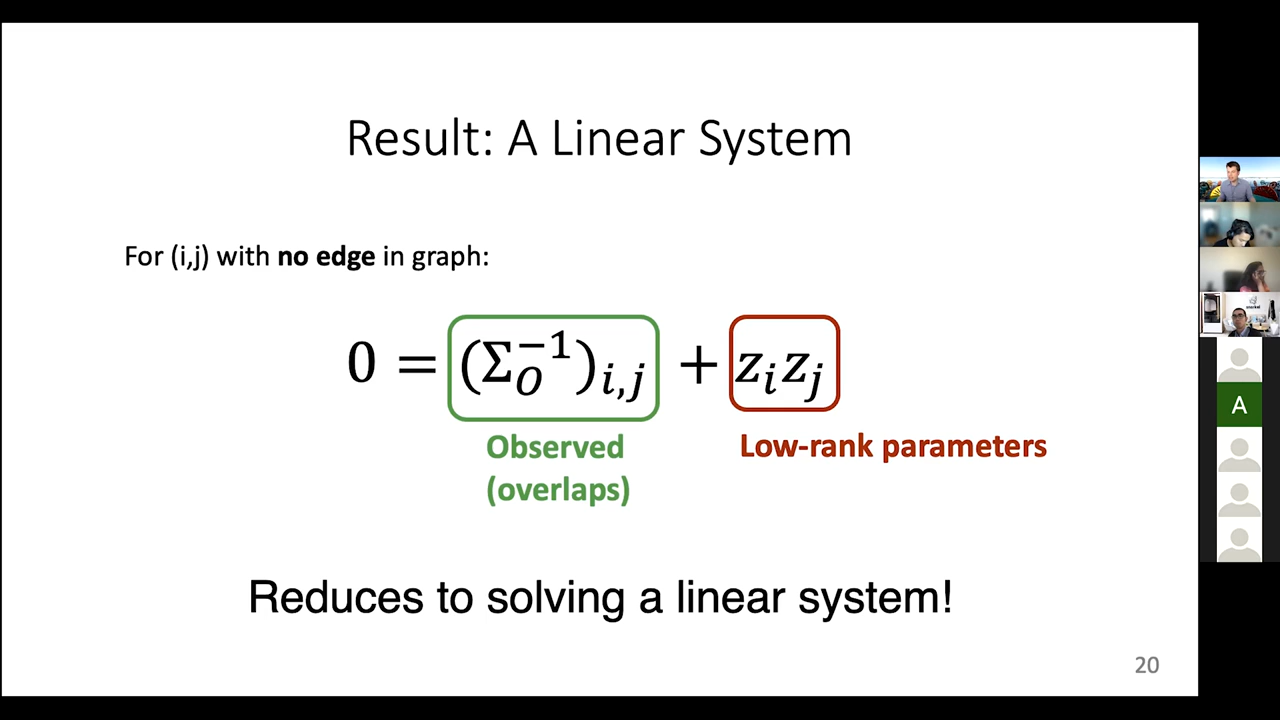 Result: A Linear System
For (i,j) with no edge in graph:
0 = (Σ_O^{-1})_{i,j} + z_i z_j
Observed
(overlaps)
Low-rank parameters
Reduces to solving a linear system!
20
A